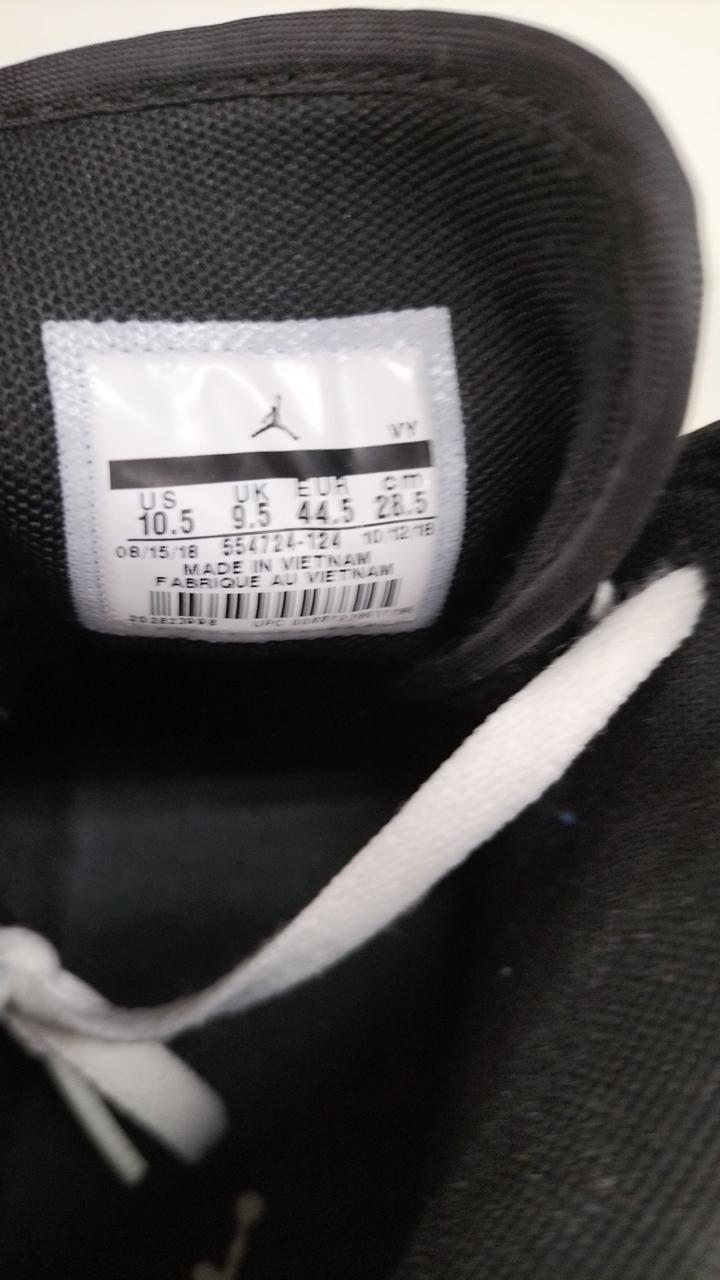 VY
US UK EUR cm
10.5 9.5 44.5 28.5
08/15/18 554724-124 10/12/18
MADE IN VIETNAM
FABRIQUE AU VIETNAM
UPC